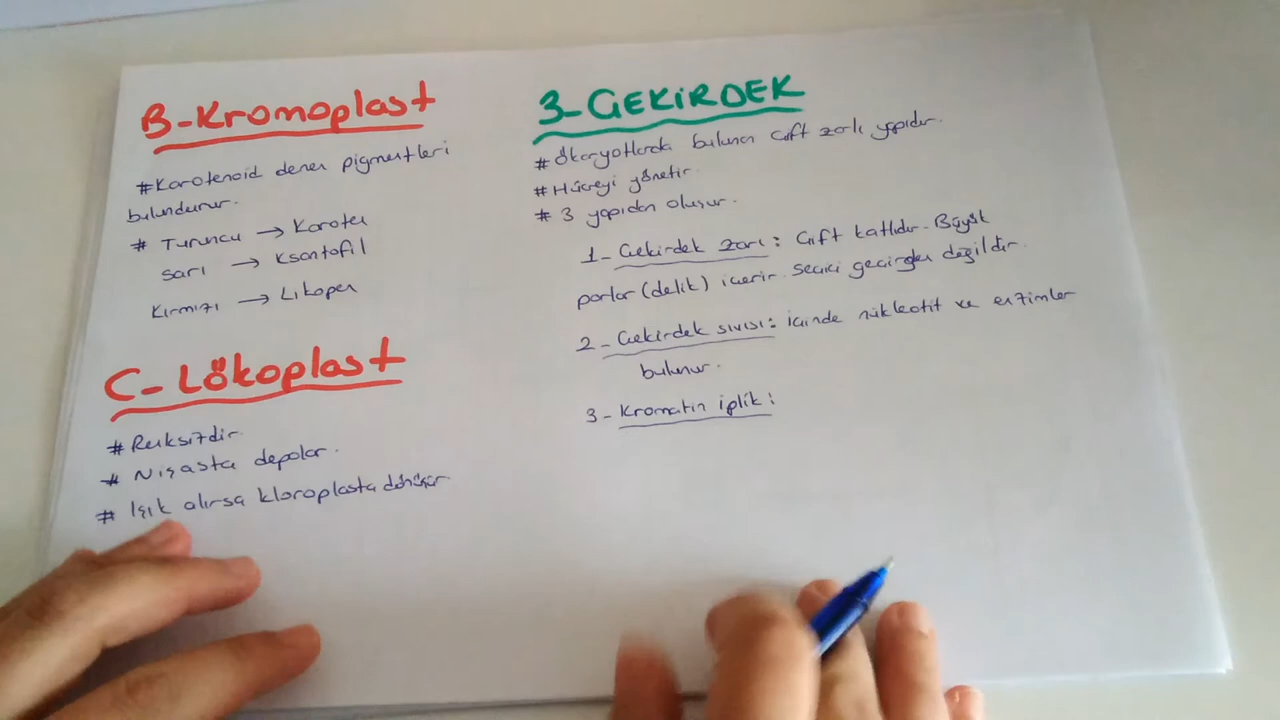 B-Kromoplast
#Karotenoid denen pigmentleri
bulundurur.
# Turuncu → Karoten
Sarı → Ksantofil
Kırmızı → Likopen
C-Lökoplast
# Renksizdir.
# Nişasta depolar.
# Işık alırsa kloroplasta dönüşür
3-ÇEKİRDEK
# Ökaryotlarda bulunan çift zarlı yapıdır.
# Hücreyi yönetir.
# 3 yapıdan oluşur.
1- Çekirdek zarı: Çift katlıdır. Büyük
porlar (delik) içerir. Seçici geçirgen değildir.
2- Çekirdek sıvısı: İçinde nükleotit ve enzimler
bulunur.
3- Kromatin iplik: